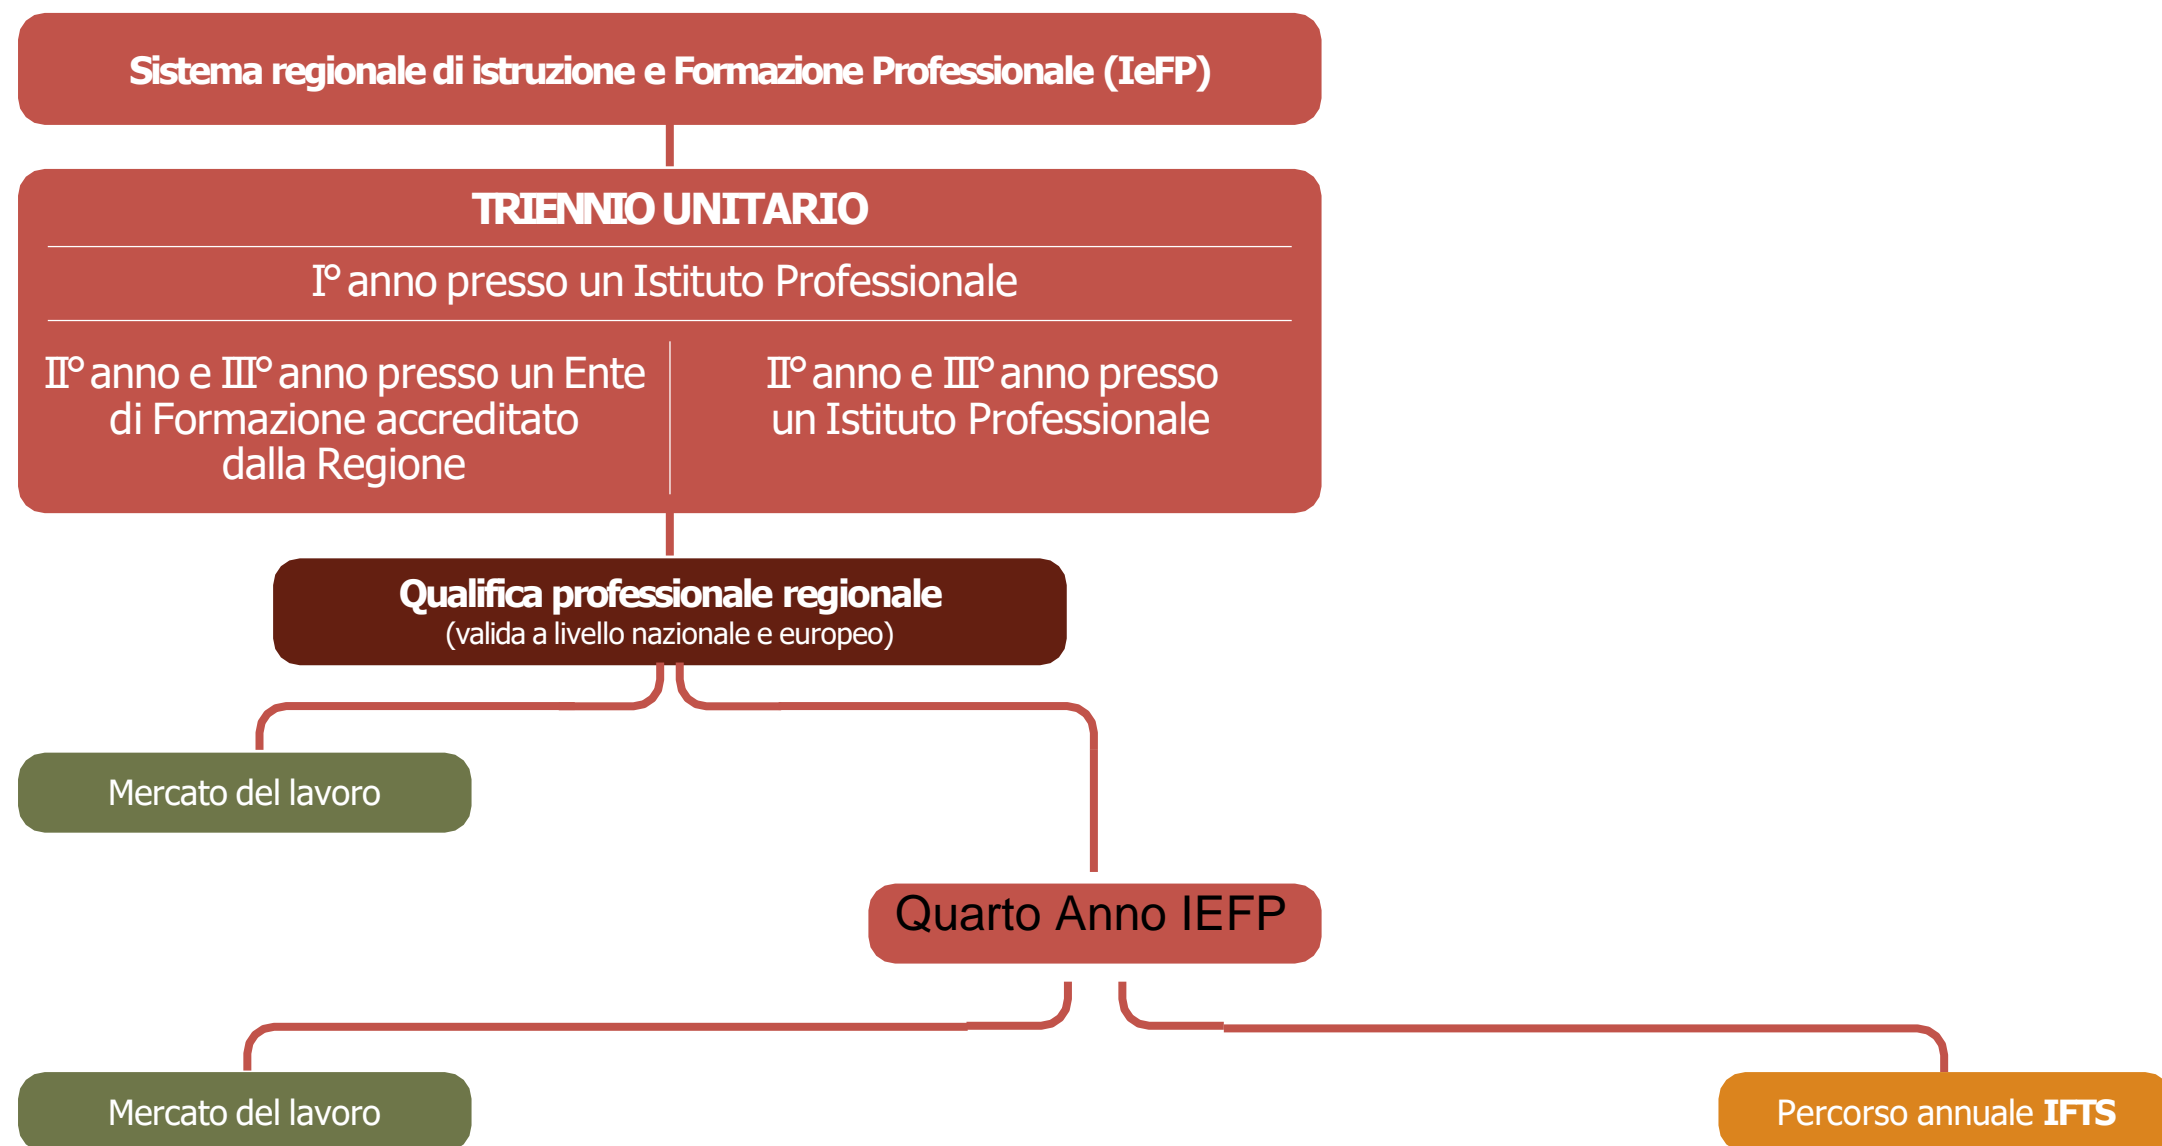 Sistema regionale di istruzione e Formazione Professionale (IeFP)
TRIENNIO UNITARIO
I° anno presso un Istituto Professionale
II° anno e III° anno presso un Ente
di Formazione accreditato
dalla Regione
II° anno e III° anno presso
un Istituto Professionale
Qualifica professionale regionale
(valida a livello nazionale e europeo)
Mercato del lavoro
Quarto Anno IEFP
Mercato del lavoro
Percorso annuale IFTS